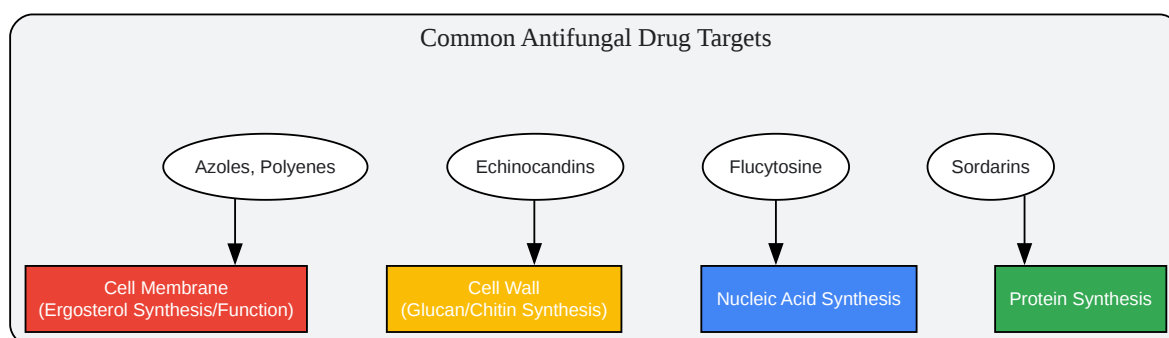 Common Antifungal Drug Targets
Azoles, Polyenes
Echinocandins
Flucytosine
Sordarins
Cell Membrane
(Ergosterol Synthesis/Function)
Cell Wall
(Glucan/Chitin Synthesis)
Nucleic Acid Synthesis
Protein Synthesis